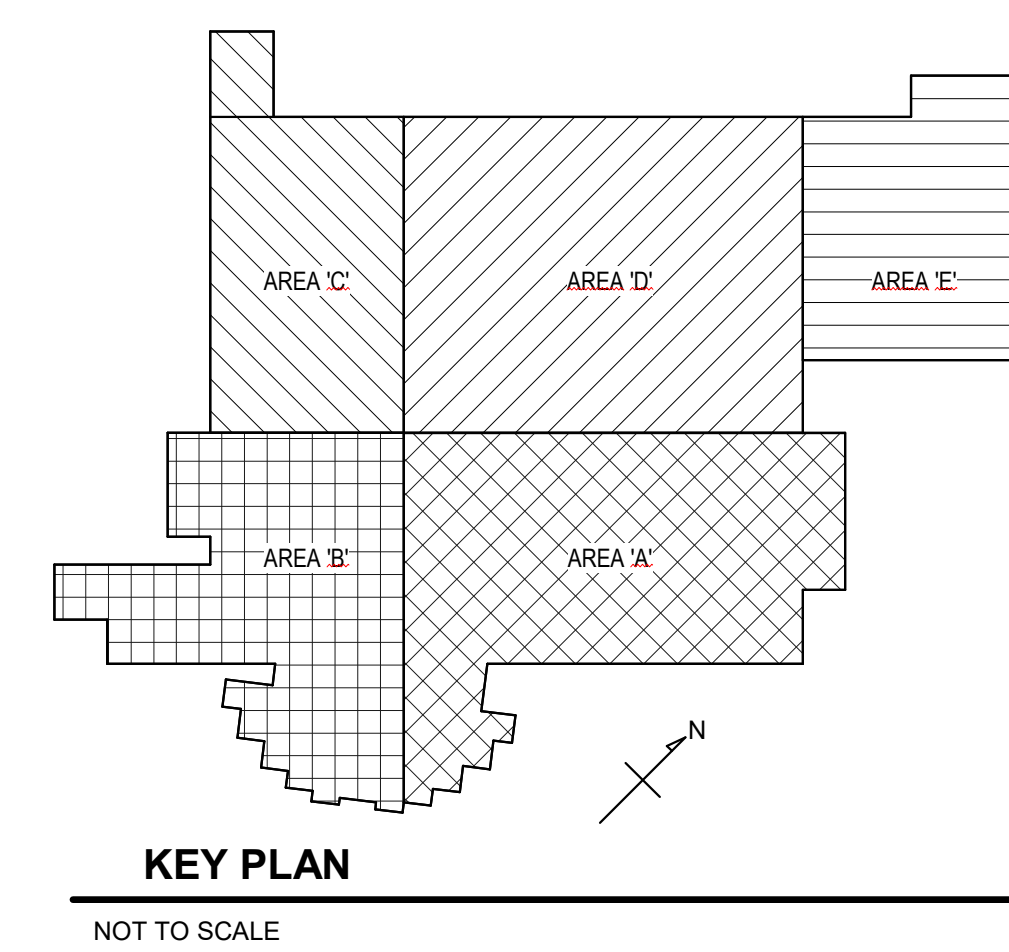 AREA 'C'
AREA 'D'
AREA 'E'
AREA 'B'
AREA 'A'
N
KEY PLAN
NOT TO SCALE